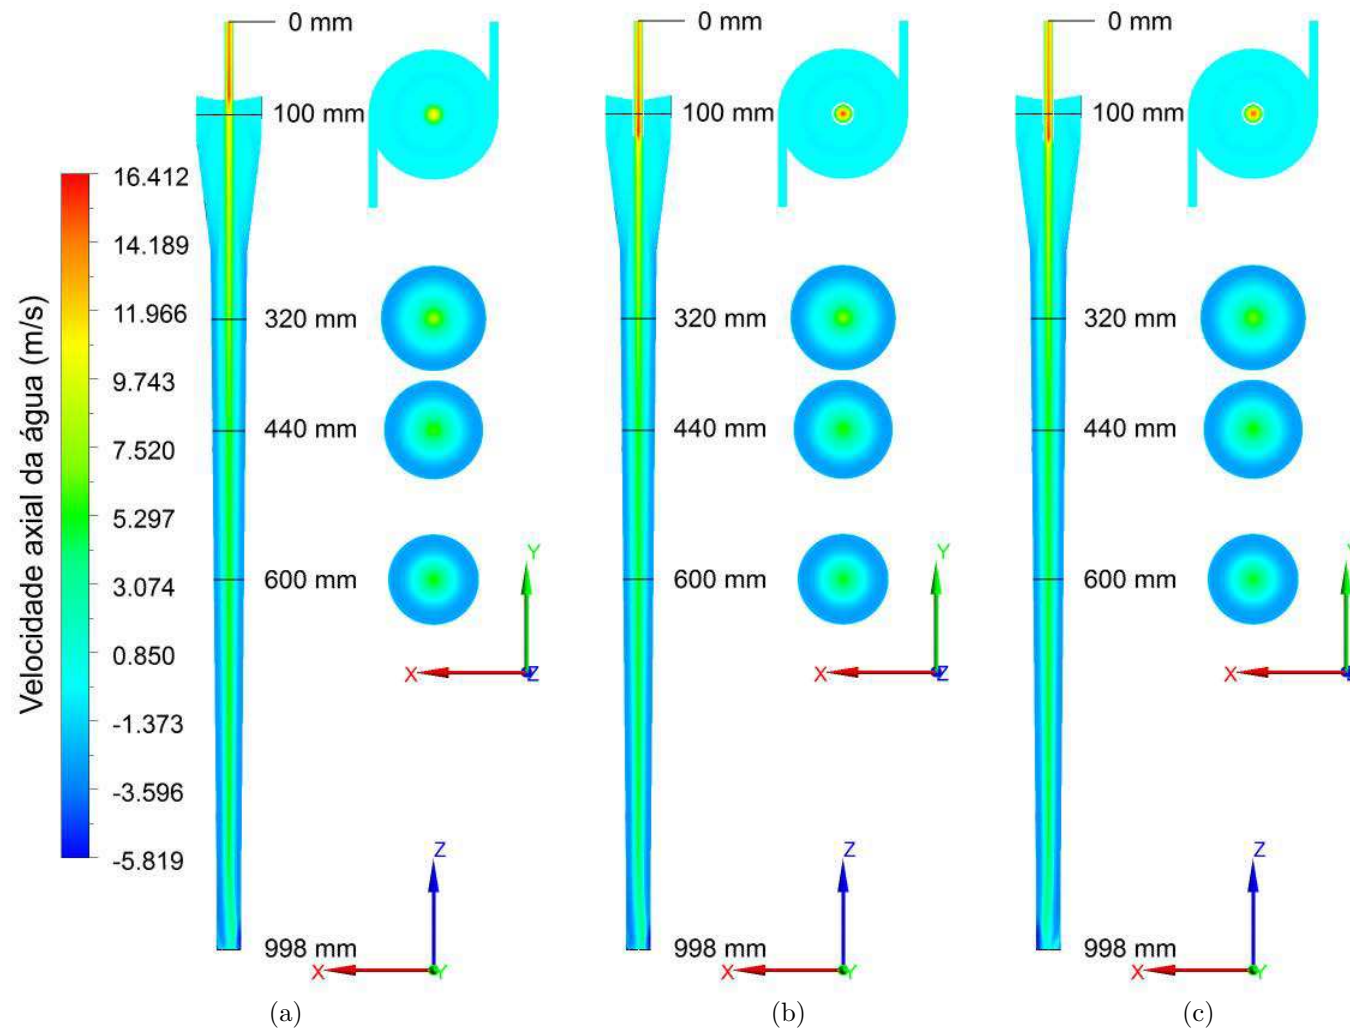 0 mm
0 mm
0 mm
100 mm
100 mm
100 mm
Velocidade axial da água (m/s)
16.412
14.189
11.966
9.743
7.520
5.297
3.074
0.850
-1.373
-3.596
-5.819
320 mm
320 mm
320 mm
440 mm
440 mm
440 mm
600 mm
600 mm
600 mm
Y
Y
Y
X
Z
X
Z
X
Z
Z
Z
998 mm
998 mm
998 mm
X
Y
X
Y
X
Y
(a)
(b)
(c)